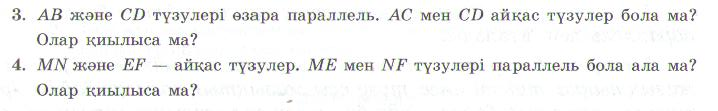 3. AB және CD түзулері өзара параллель. AC мен CD айқас түзулер бола ма?
Олар қиылыса ма?
4. MN және EF — айқас түзулер. ME мен NF түзулері параллель бола ала ма?
Олар қиылыса ма?